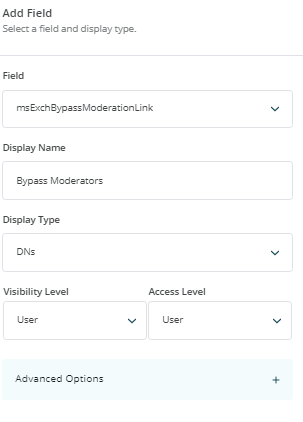 Add Field
Select a field and display type.
Field
msExchBypassModerationLink
Display Name
Bypass Moderators
Display Type
DNs
Visibility Level Access Level
User User
Advanced Options +